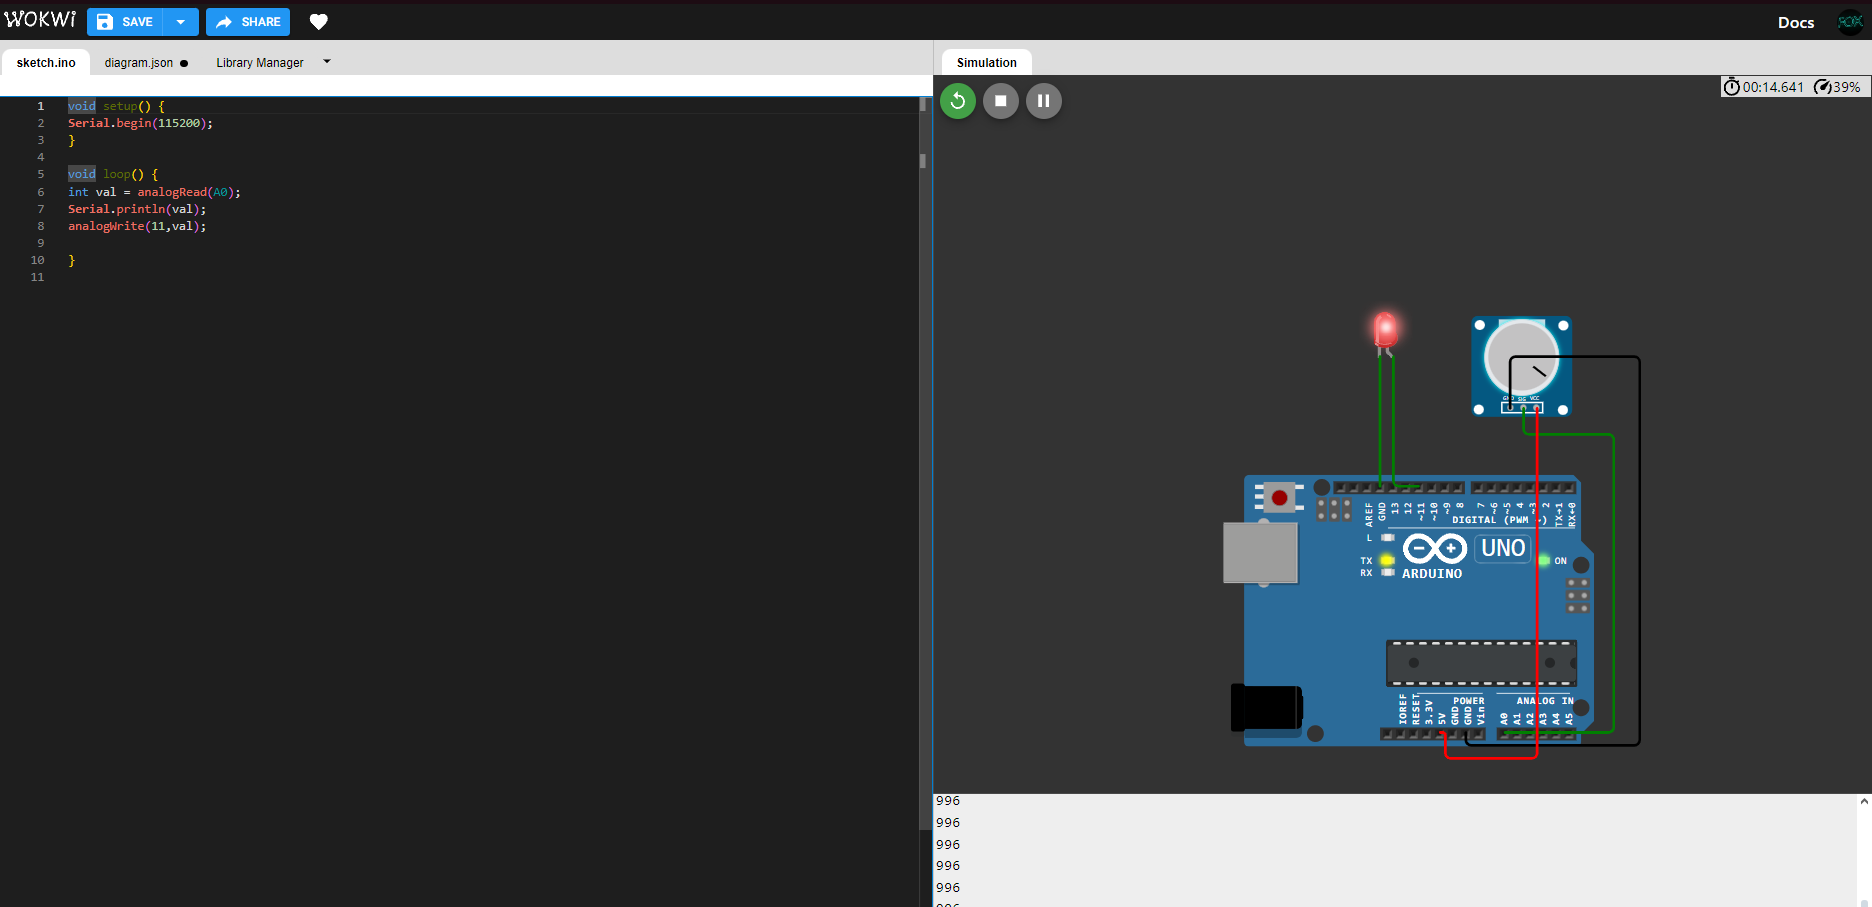 WOKWi
SAVE
SHARE
Docs
sketch.ino
diagram.json
Library Manager
Simulation
00:14.641
39%
1 void setup() {
2 Serial.begin(115200);
3 }
4
5 void loop() {
6 int val = analogRead(A0);
7 Serial.println(val);
8 analogWrite(11,val);
9
10 }
11
GND SIG VCC
AREF
GND
13
12
~11
~10
~9
8
7
~6
~5
4
~3
2
TX→1
RX←0
DIGITAL (PWM ~)
L
TX
RX
ARDUINO
UNO
ON
POWER
ANALOG IN
IOREF
RESET
3.3V
5V
GND
GND
Vin
A0
A1
A2
A3
A4
A5
996
996
996
996
996